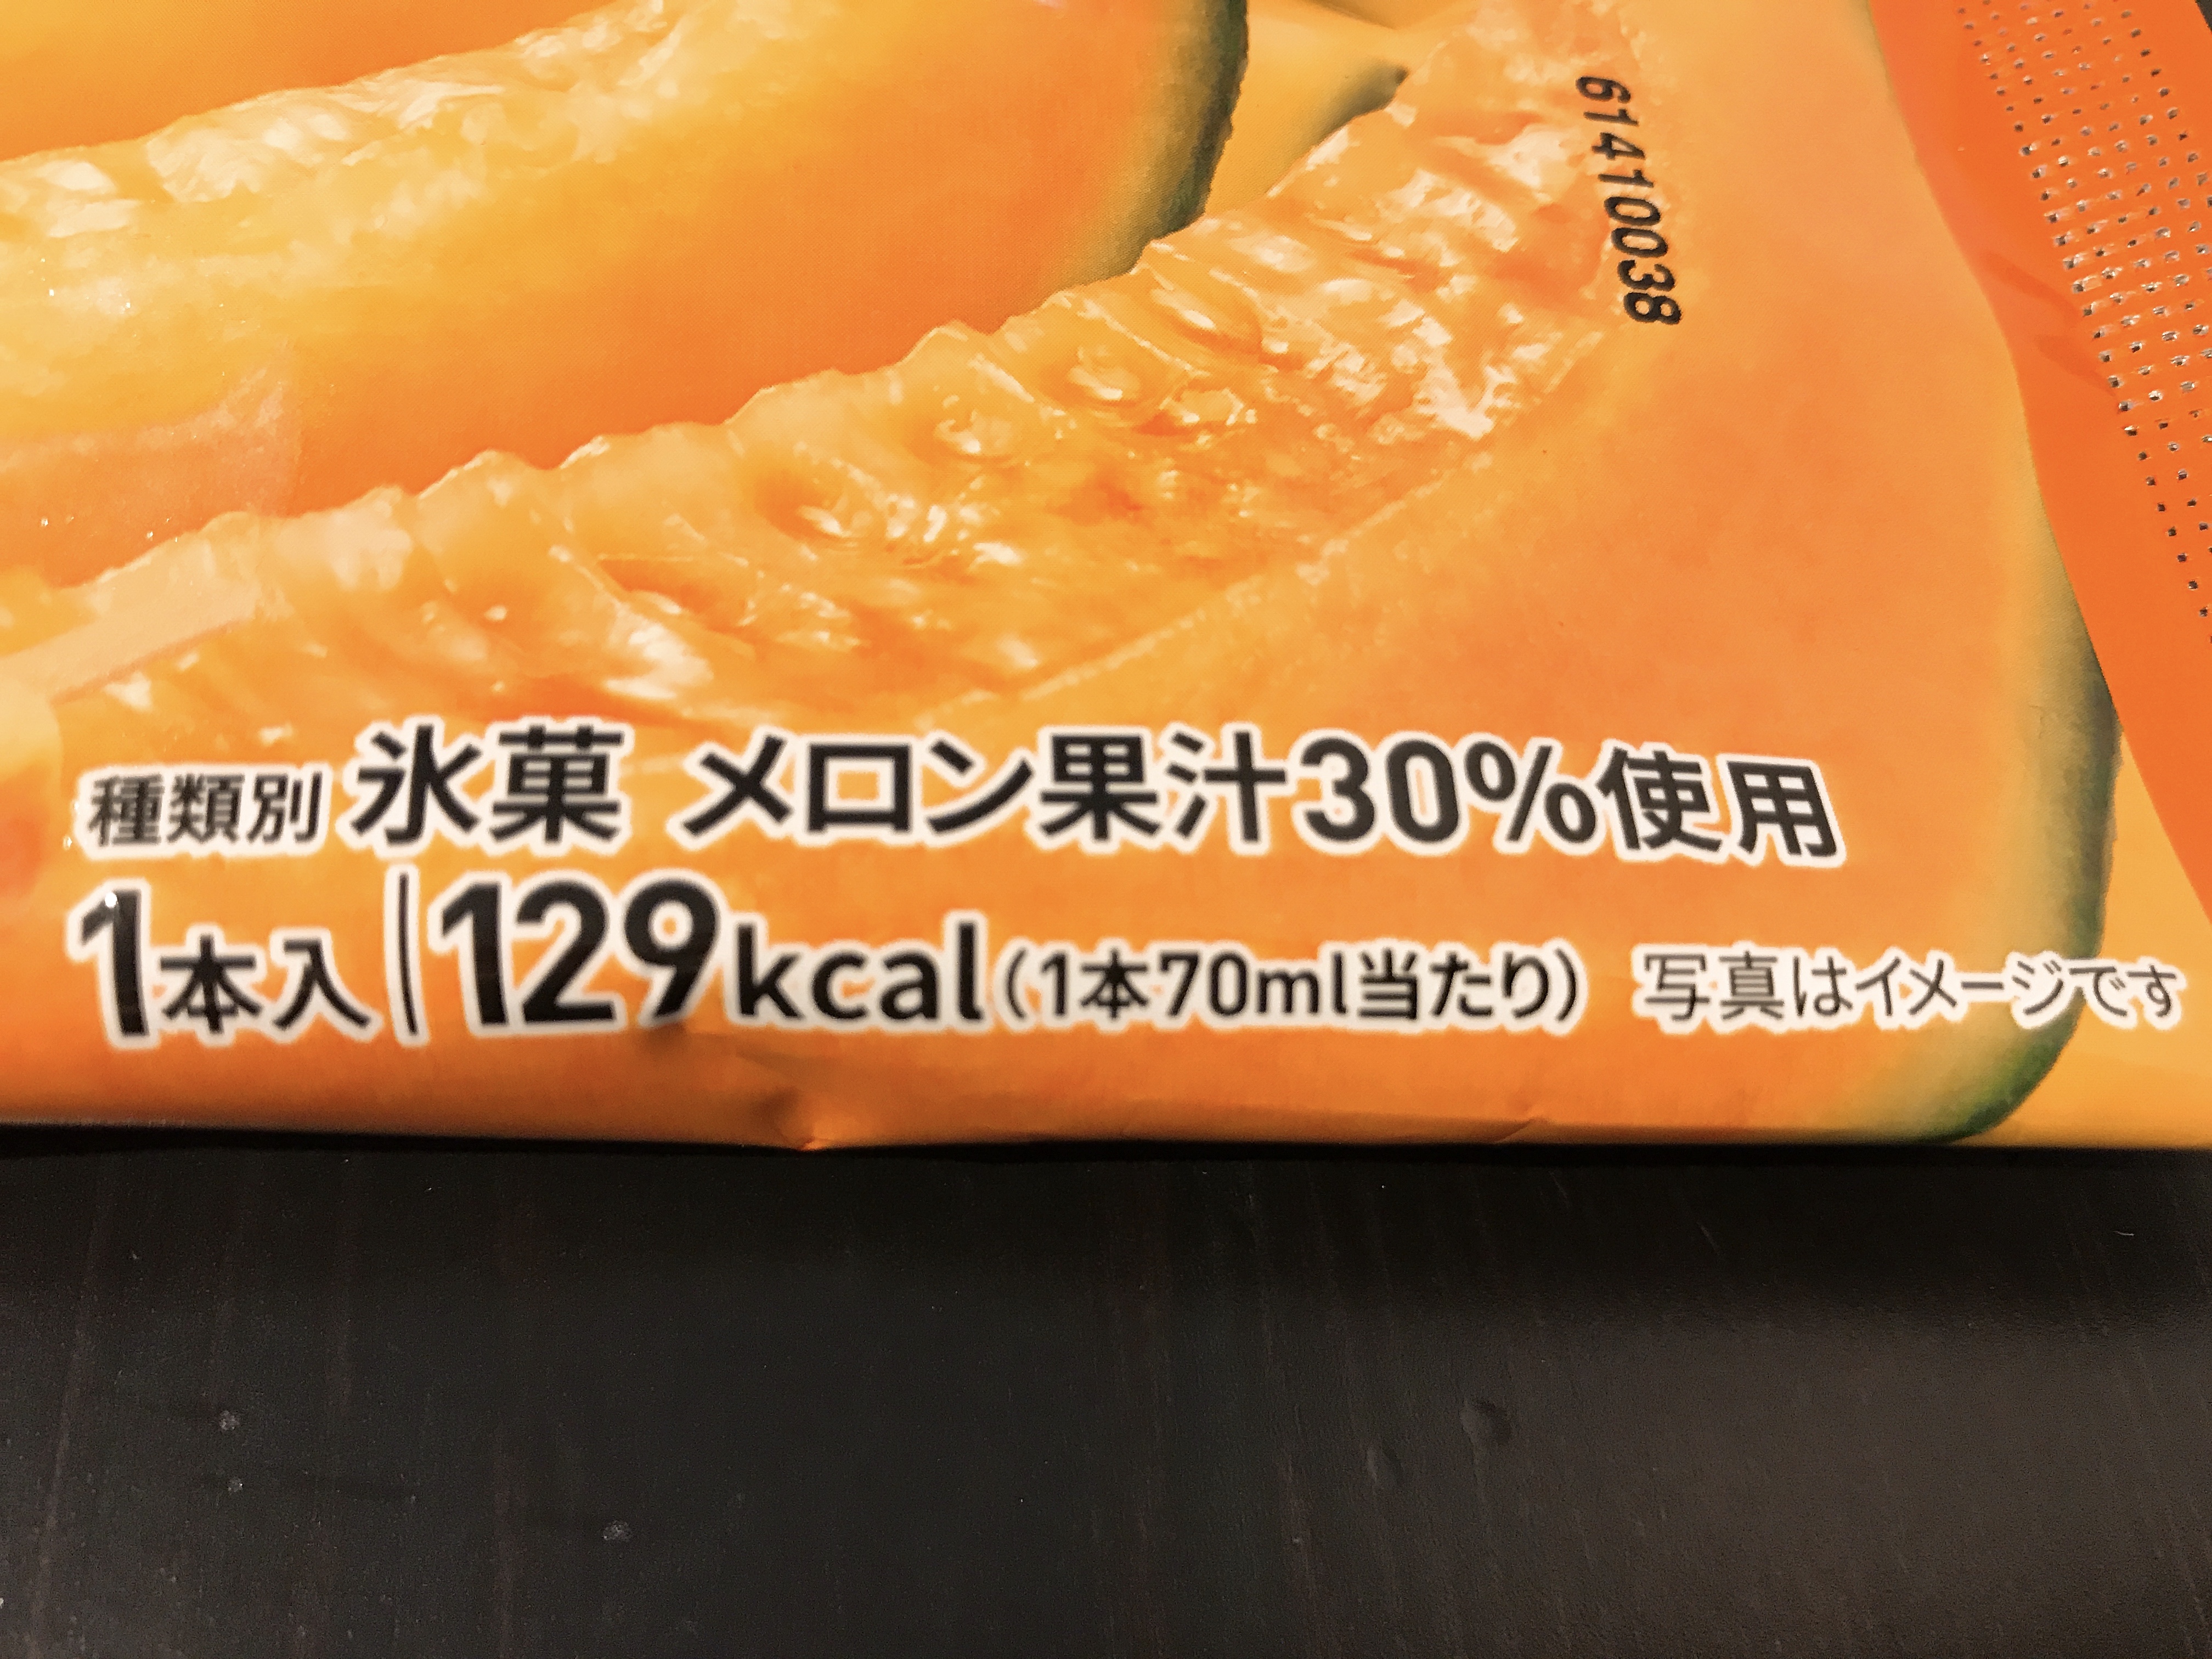 61410038
種類別 氷菓 メロン果汁30%使用
1本入|129kcal(1本70ml当たり) 写真はイメージです